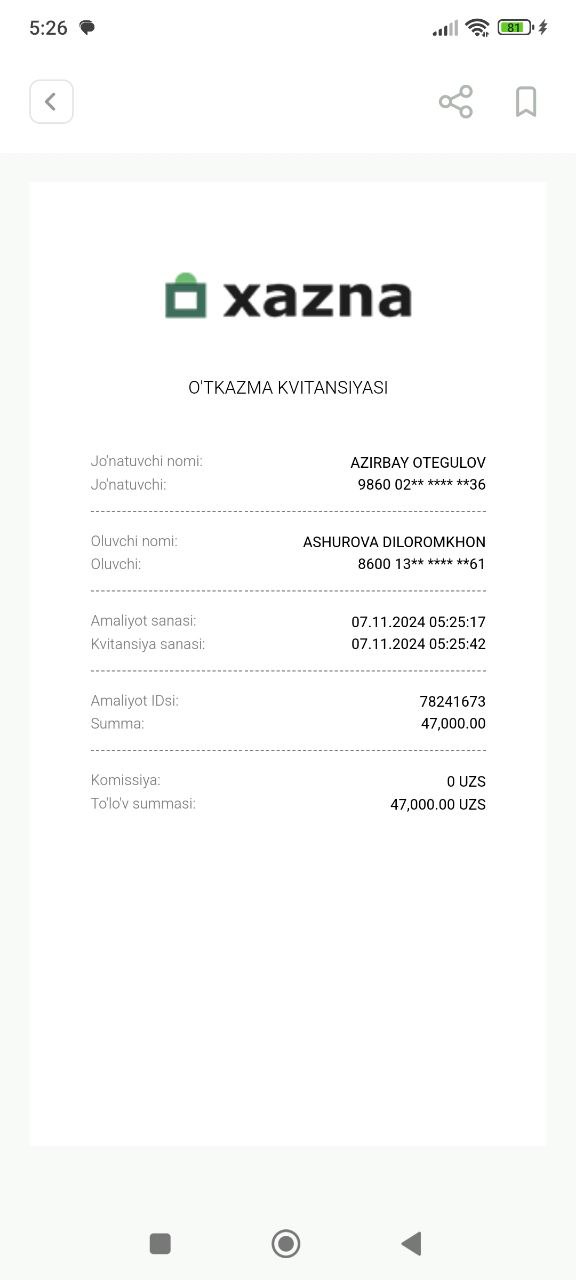 5:26
81
xazna
O'TKAZMA KVITANSIYASI
Jo'natuvchi nomi: AZIRBAY OTEGULOV
Jo'natuvchi: 9860 02** **** **36
Oluvchi nomi: ASHUROVA DILOROMKHON
Oluvchi: 8600 13** **** **61
Amaliyot sanasi: 07.11.2024 05:25:17
Kvitansiya sanasi: 07.11.2024 05:25:42
Amaliyot IDsi: 78241673
Summa: 47,000.00
Komissiya: 0 UZS
To'lo'v summasi: 47,000.00 UZS